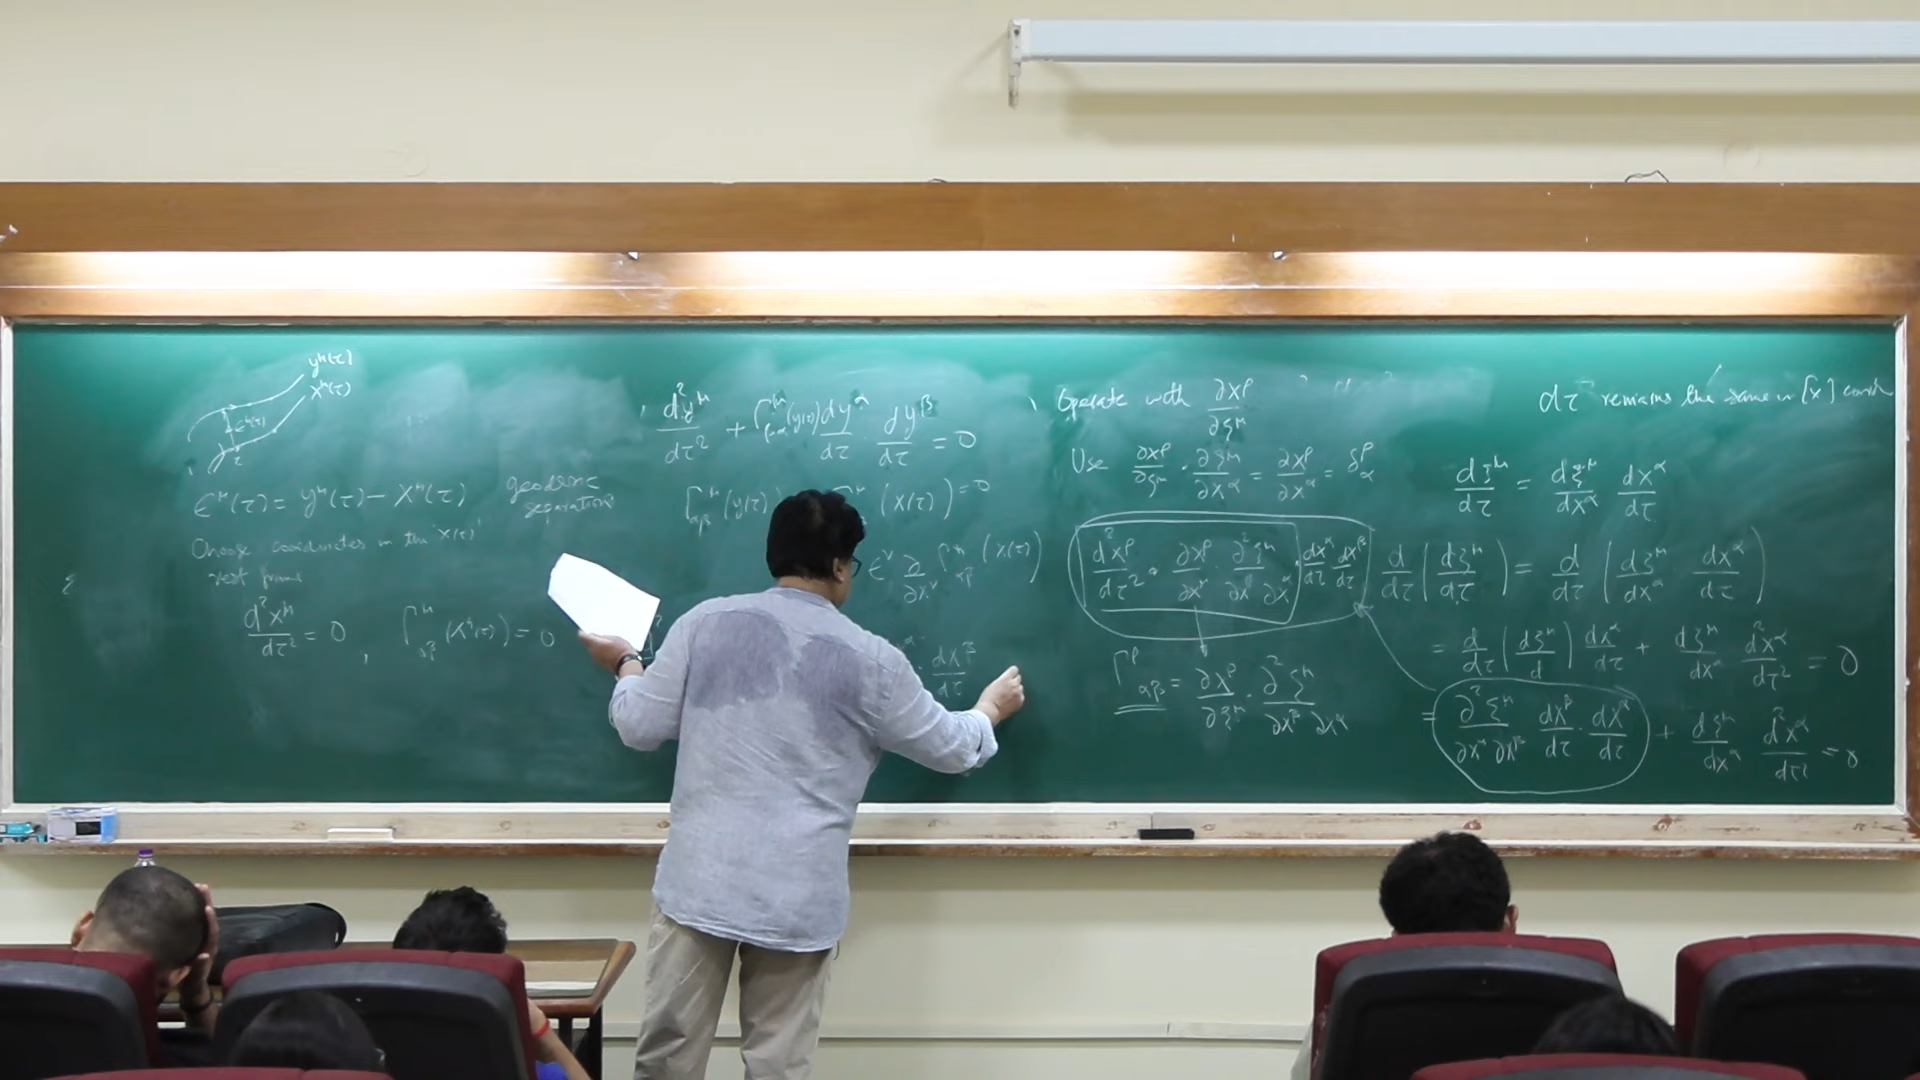 y^μ(τ)
x^μ(τ)
ε^μ(τ)
τ
ε^μ(τ) = y^μ(τ) − x^μ(τ) geodesic separation
Choose coordinates in the x(τ)
rest frame
d²x^μ/dτ² = 0 , Γ^μ_αβ (x^μ(τ)) = 0
d²y^μ/dτ² + Γ^μ_βα (y(τ)) dy^α/dτ · dy^β/dτ = 0
Γ^μ_αβ (y(τ) (x(τ)) = 0
ε^ν ∂/∂x^ν Γ^μ_αβ (x(τ))
dx^β/dτ
Operate with ∂x^ρ/∂ξ^μ
Use ∂x^ρ/∂ξ^μ · ∂ξ^μ/∂x^α = ∂x^ρ/∂x^α = δ^ρ_α
d²x^ρ/dτ² · ∂x^ρ/∂x^μ · ∂²ξ^μ/∂x^β ∂x^α · dx^α/dτ dx^β/dτ
Γ^ρ_αβ = ∂x^ρ/∂ξ^μ · ∂²ξ^μ/∂x^β ∂x^α
dτ remains the same in [x] coords
dξ^μ/dτ = dξ^μ/dx^α dx^α/dτ
d/dτ (dξ^μ/dτ) = d/dτ (dξ^μ/dx^α · dx^α/dτ)
= d/dτ (dξ^μ/d ) dx^α/dτ + dξ^μ/dx^α d²x^α/dτ² = 0
= ∂²ξ^μ/∂x^α ∂x^β dx^β/dτ · dx^α/dτ + dξ^μ/dx^α d²x^α/dτ² = 0